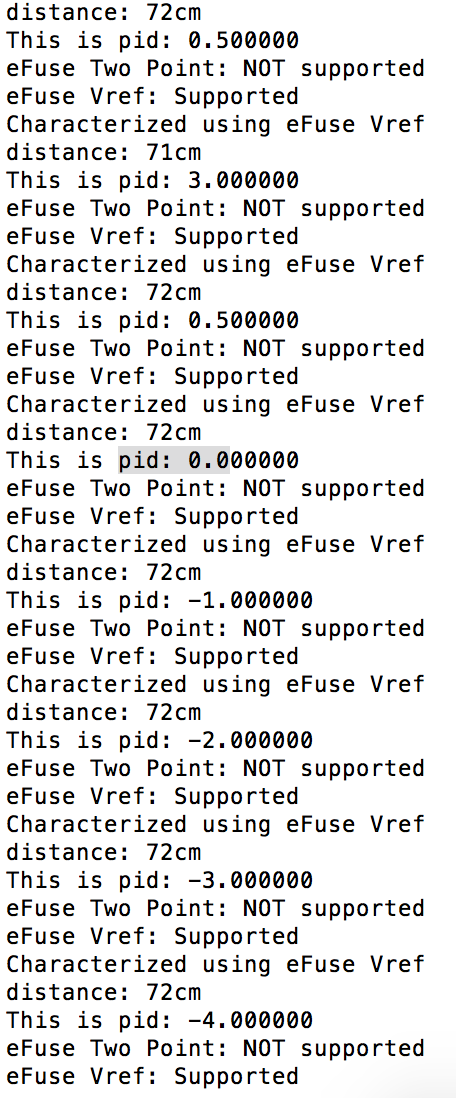 distance: 72cm
This is pid: 0.500000
eFuse Two Point: NOT supported
eFuse Vref: Supported
Characterized using eFuse Vref
distance: 71cm
This is pid: 3.000000
eFuse Two Point: NOT supported
eFuse Vref: Supported
Characterized using eFuse Vref
distance: 72cm
This is pid: 0.500000
eFuse Two Point: NOT supported
eFuse Vref: Supported
Characterized using eFuse Vref
distance: 72cm
This is pid: 0.000000
eFuse Two Point: NOT supported
eFuse Vref: Supported
Characterized using eFuse Vref
distance: 72cm
This is pid: -1.000000
eFuse Two Point: NOT supported
eFuse Vref: Supported
Characterized using eFuse Vref
distance: 72cm
This is pid: -2.000000
eFuse Two Point: NOT supported
eFuse Vref: Supported
Characterized using eFuse Vref
distance: 72cm
This is pid: -3.000000
eFuse Two Point: NOT supported
eFuse Vref: Supported
Characterized using eFuse Vref
distance: 72cm
This is pid: -4.000000
eFuse Two Point: NOT supported
eFuse Vref: Supported